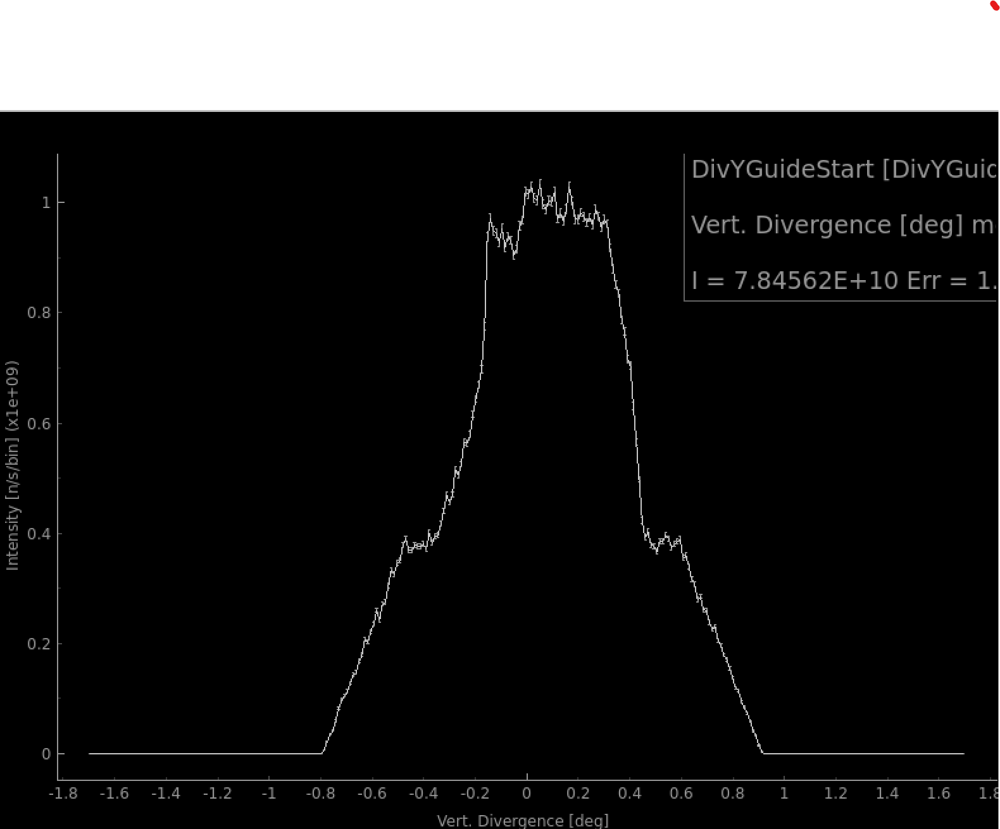 DivYGuideStart [DivYGuid
Vert. Divergence [deg] m
I = 7.84562E+10 Err = 1.
1
0.8
0.6
0.4
0.2
0
Intensity [n/s/bin] (x1e+09)
-1.8 -1.6 -1.4 -1.2 -1 -0.8 -0.6 -0.4 -0.2 0 0.2 0.4 0.6 0.8 1 1.2 1.4 1.6 1.8
Vert. Divergence [deg]